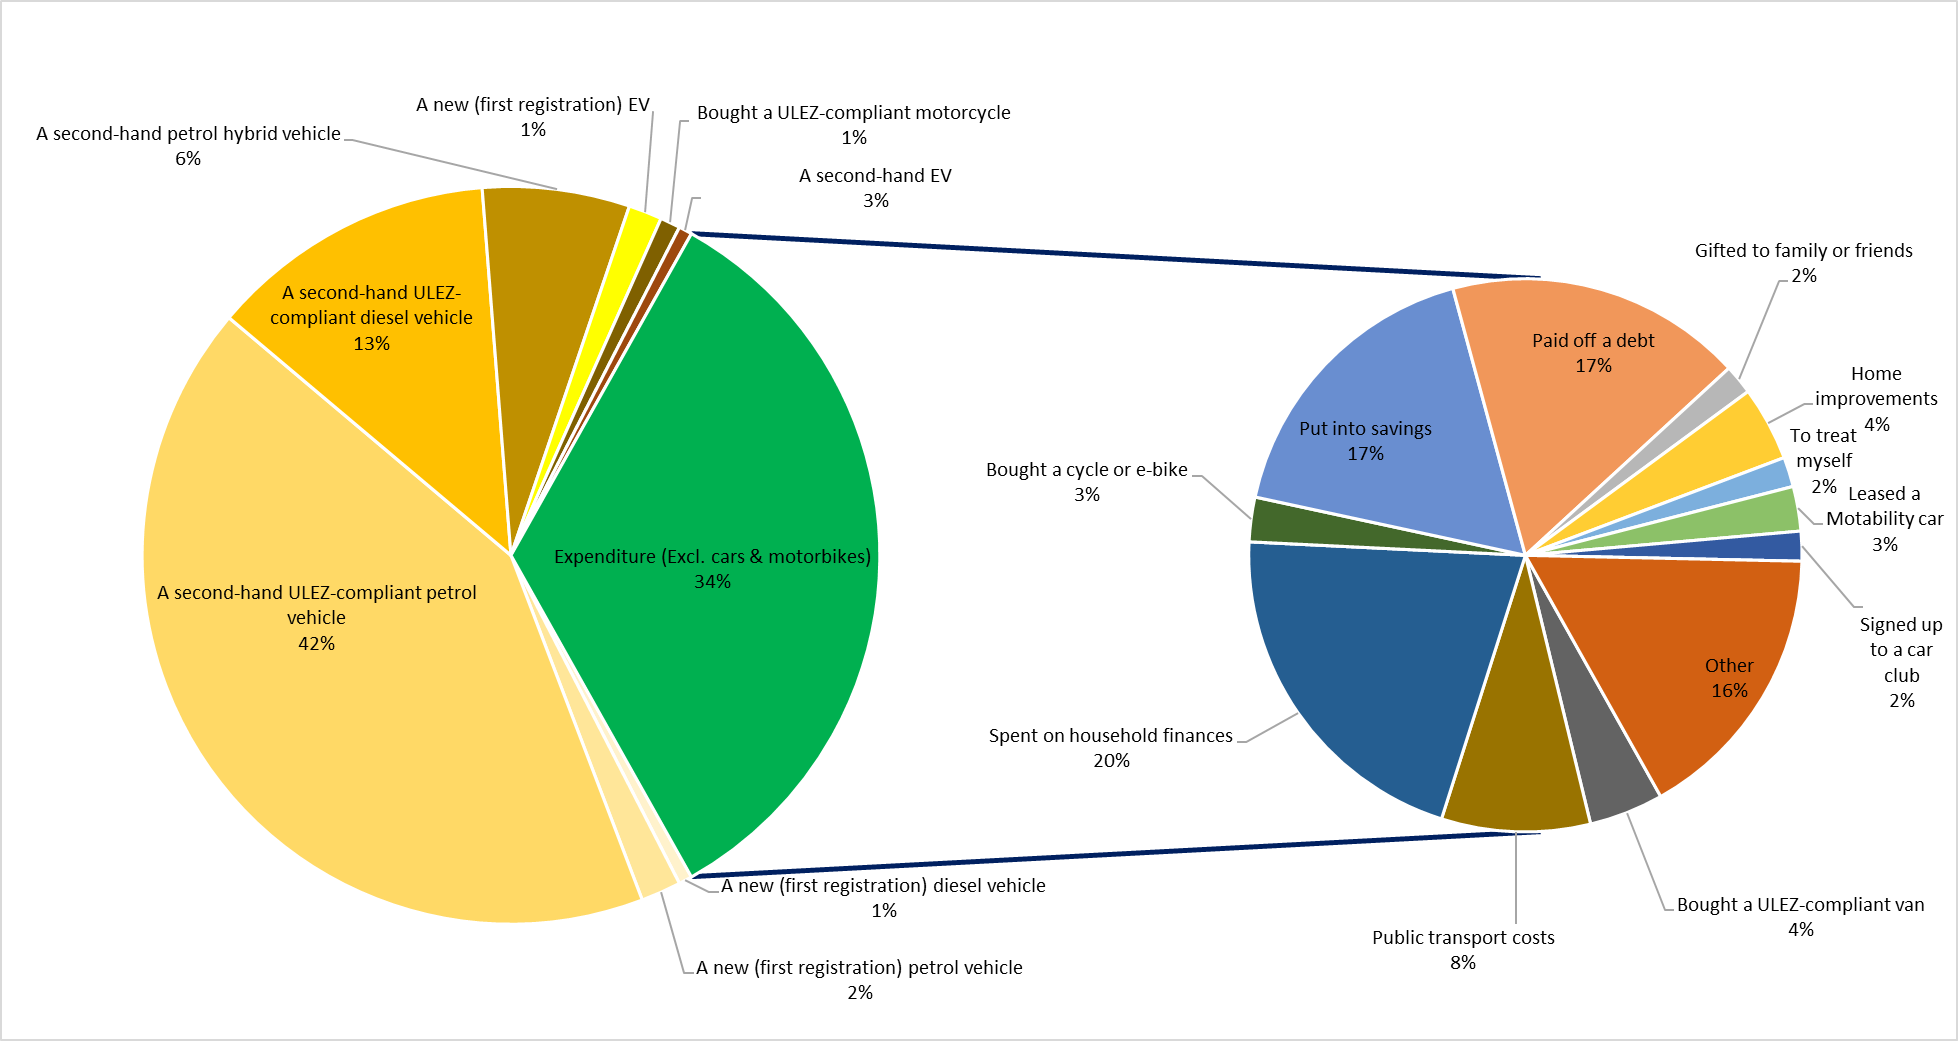 A new (first registration) EV
1%
Bought a ULEZ-compliant motorcycle
1%
A second-hand petrol hybrid vehicle
6%
A second-hand EV
3%
A second-hand ULEZ-
compliant diesel vehicle
13%
Expenditure (Excl. cars & motorbikes)
34%
A second-hand ULEZ-compliant petrol
vehicle
42%
A new (first registration) diesel vehicle
1%
A new (first registration) petrol vehicle
2%
Gifted to family or friends
2%
Paid off a debt
17%
Home
improvements
4%
To treat
myself
2%
Leased a
Motability car
3%
Signed up
to a car
club
2%
Put into savings
17%
Bought a cycle or e-bike
3%
Other
16%
Spent on household finances
20%
Bought a ULEZ-compliant van
4%
Public transport costs
8%